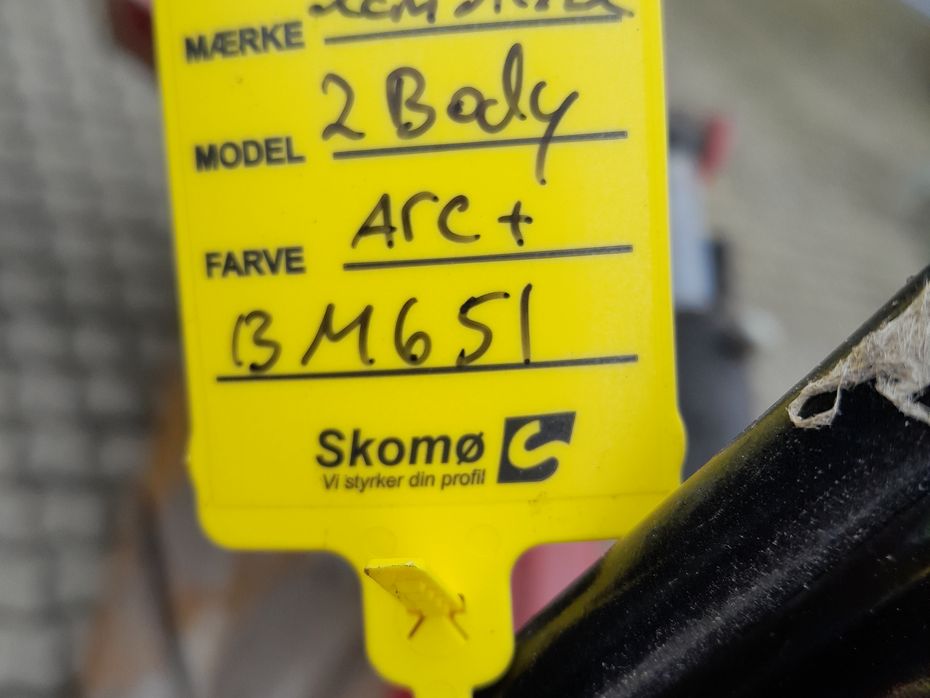 MÆRKE
MODEL 2 Body
FARVE Arc +
BM651
Skomø
Vi styrker din profil